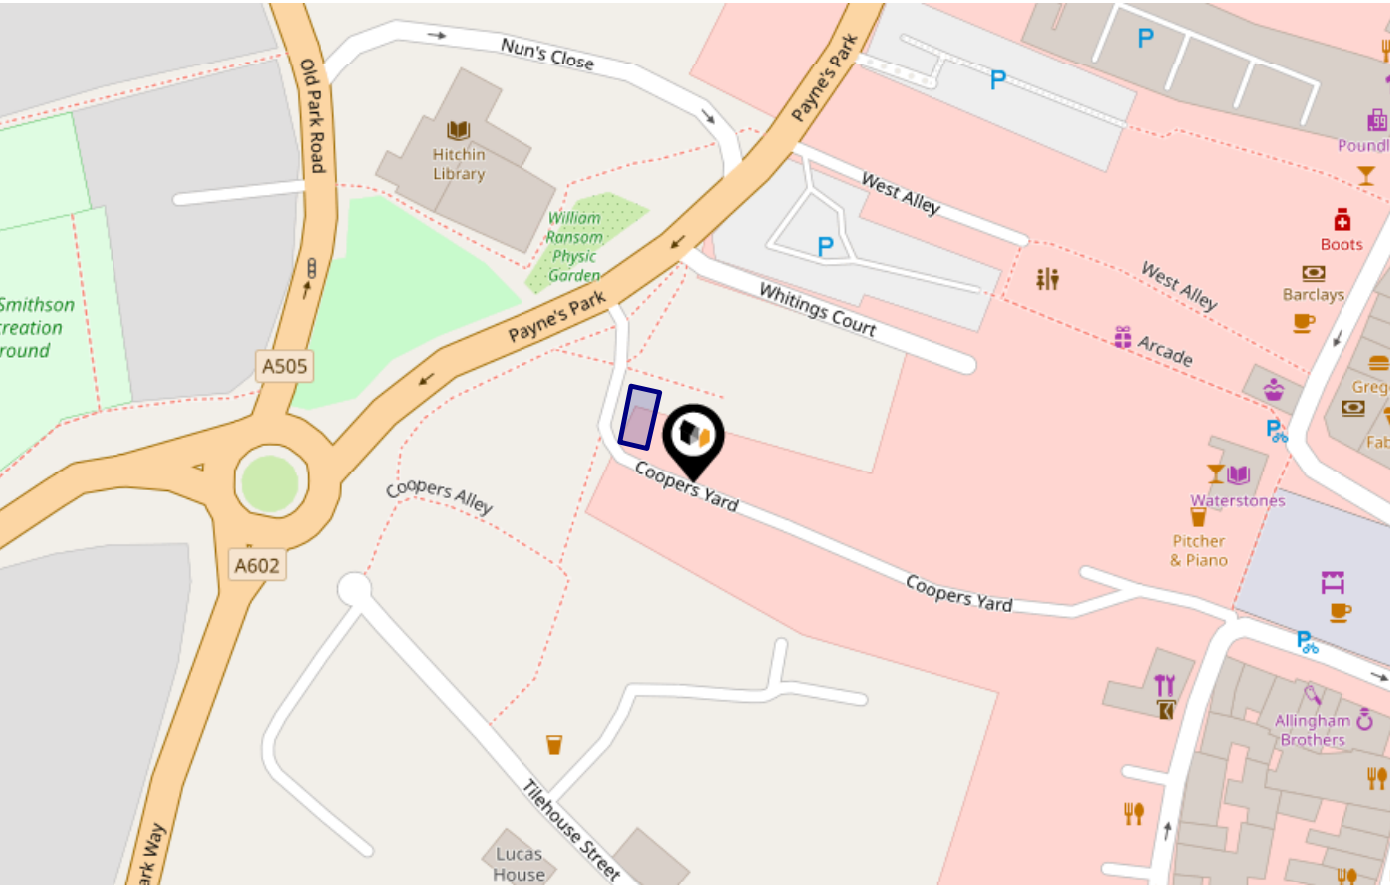 Nun's Close
Payne's Park
P
P
Old Park Road
99
Poundl
Hitchin
Library
West Alley
Boots
William
Ransom
Physic
Garden
P
West Alley
Barclays
Smithson
creation
round
Payne's Park
Whitings Court
Arcade
A505
Greg
P
Fab
Coopers Yard
Coopers Alley
Waterstones
Pitcher
& Piano
A602
Coopers Yard
P
Allingham
Brothers
Tilehouse Street
Lucas
House
ark Way